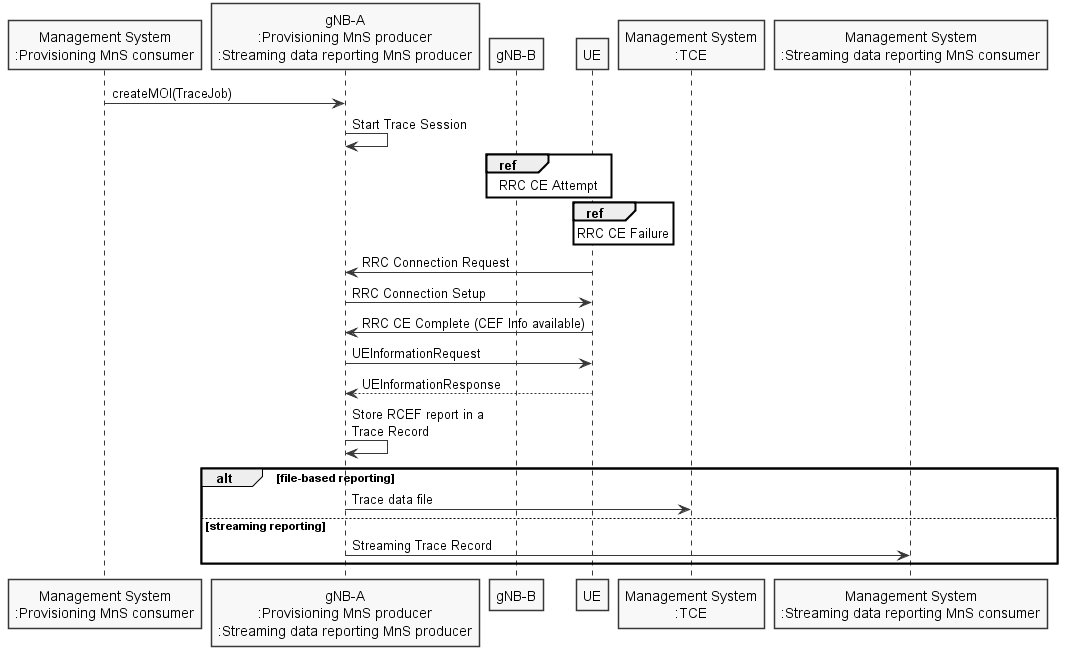 Management System
:Provisioning MnS consumer
gNB-A
:Provisioning MnS producer
:Streaming data reporting MnS producer
gNB-B
UE
Management System
:TCE
Management System
:Streaming data reporting MnS consumer
createMOI(TraceJob)
Start Trace Session
ref
RRC CE Attempt
ref
RRC CE Failure
RRC Connection Request
RRC Connection Setup
RRC CE Complete (CEF Info available)
UEInformationRequest
UEInformationResponse
Store RCEF report in a
Trace Record
alt
[file-based reporting]
Trace data file
[streaming reporting]
Streaming Trace Record
Management System
:Provisioning MnS consumer
gNB-A
:Provisioning MnS producer
:Streaming data reporting MnS producer
gNB-B
UE
Management System
:TCE
Management System
:Streaming data reporting MnS consumer